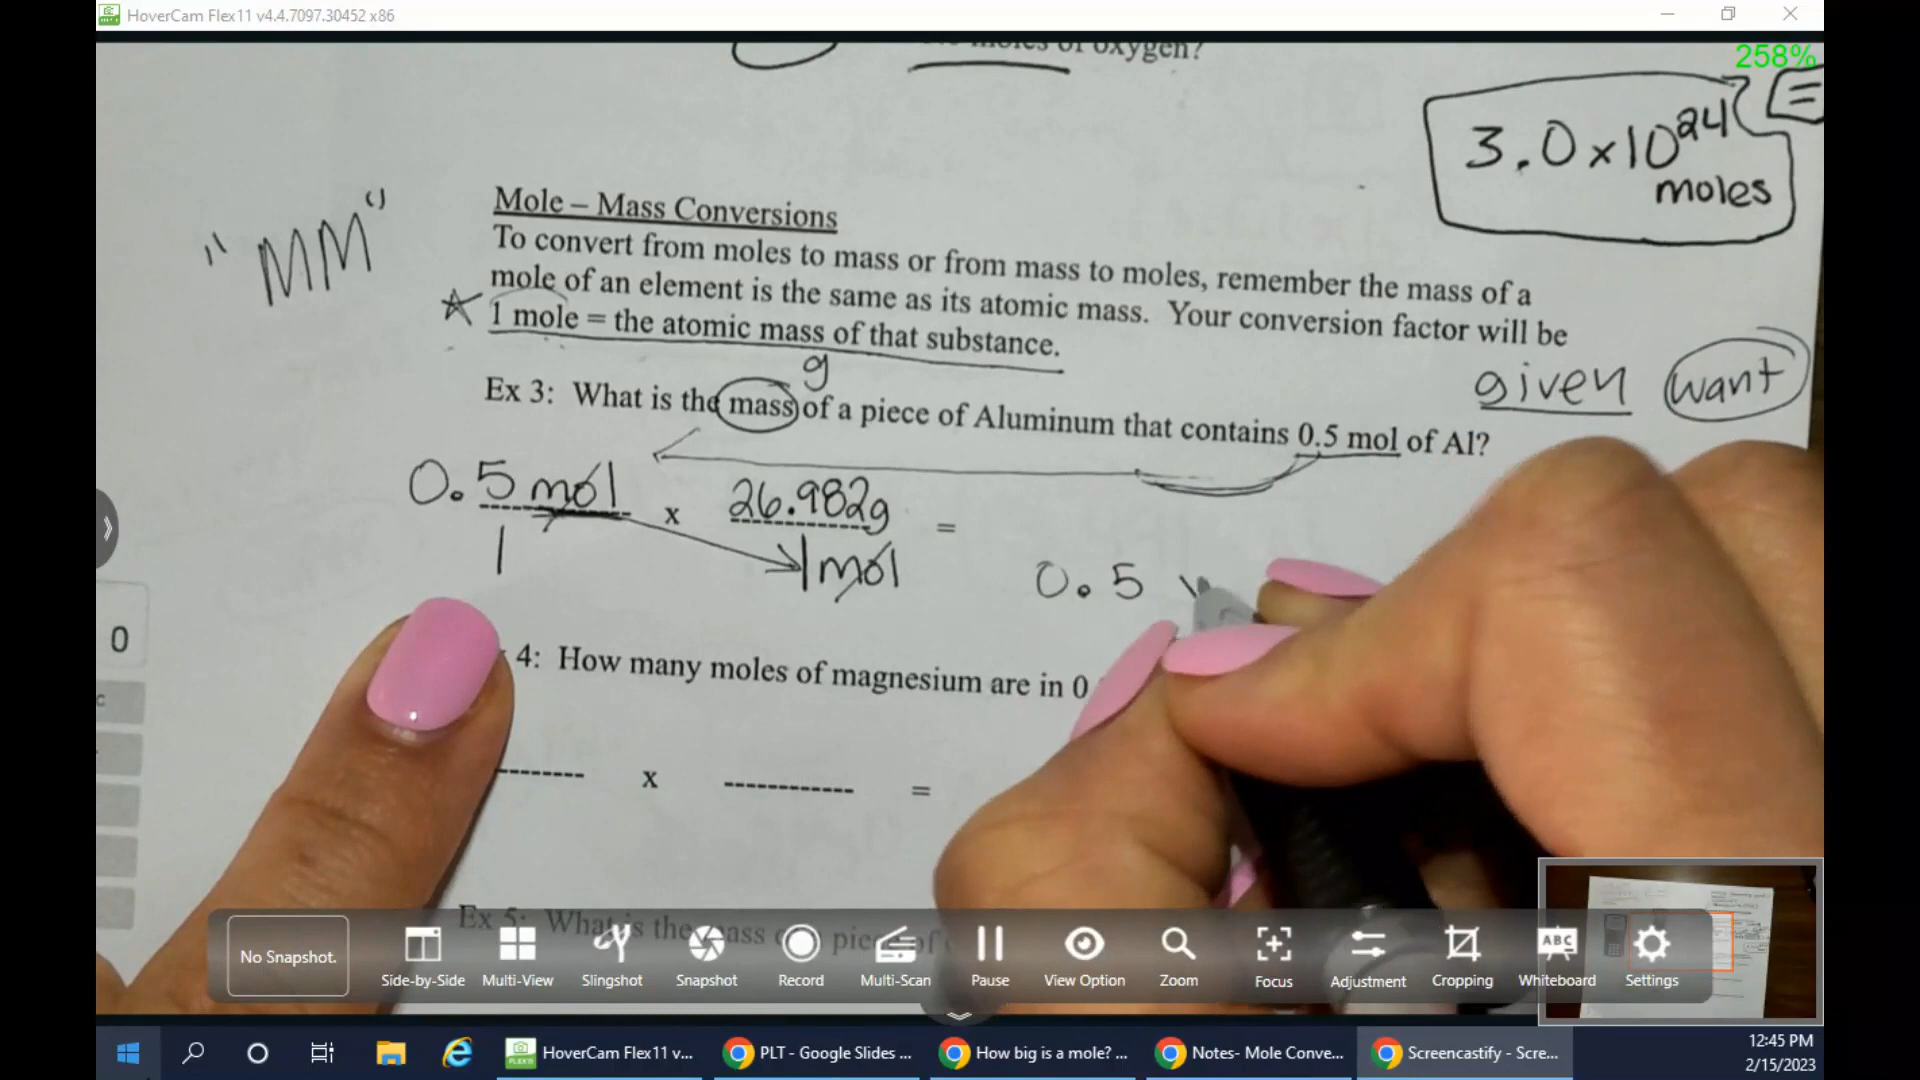 HoverCam Flex11 v4.4.7097.30452 x86
258%
of oxygen?
3.0x10²⁴
moles
"MM"
Mole – Mass Conversions
To convert from moles to mass or from mass to moles, remember the mass of a
mole of an element is the same as its atomic mass. Your conversion factor will be
1 mole = the atomic mass of that substance.
g
given want
Ex 3: What is the mass of a piece of Aluminum that contains 0.5 mol of Al?
0.5 mol x 26.982g =
1 1 mol
0.5
0
4: How many moles of magnesium are in 0
x =
Ex 5: What is the mass of a piece of
No Snapshot.
Side-by-Side Multi-View Slingshot Snapshot Record Multi-Scan Pause View Option Zoom Focus Adjustment Cropping Whiteboard Settings
ABC
HoverCam Flex11 v... PLT - Google Slides ... How big is a mole? ... Notes- Mole Conve... Screencastify - Scre...
12:45 PM
2/15/2023